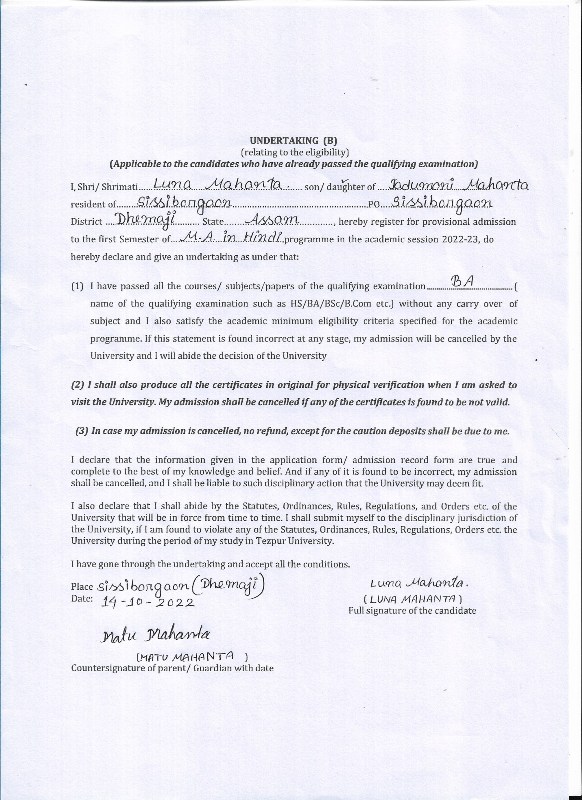 UNDERTAKING (B)
(relating to the eligibility)
(Applicable to the candidates who have already passed the qualifying examination)
I, Shri/ Shrimati.....Luna Mahanta..... son/ daughter of ....Jadumoni Mahanta
resident of.....Sissiborgaon.....PO....Sissiborgaon
District ....Dhemaji.... State.....Assam....., hereby register for provisional admission
to the first Semester of...M.A. in Hindi.programme in the academic session 2022-23, do
hereby declare and give an undertaking as under that:
(1) I have passed all the courses/ subjects/papers of the qualifying examination.....BA.....[
name of the qualifying examination such as HS/BA/BSc/B.Com etc.] without any carry over of
subject and I also satisfy the academic minimum eligibility criteria specified for the academic
programme. If this statement is found incorrect at any stage, my admission will be cancelled by the
University and I will abide the decision of the University
(2) I shall also produce all the certificates in original for physical verification when I am asked to
visit the University. My admission shall be cancelled if any of the certificates is found to be not valid.
(3) In case my admission is cancelled, no refund, except for the caution deposits shall be due to me.
I declare that the information given in the application form/ admission record form are true and
complete to the best of my knowledge and belief. And if any of it is found to be incorrect, my admission
shall be cancelled, and I shall be liable to such disciplinary action that the University may deem fit.
I also declare that I shall abide by the Statutes, Ordinances, Rules, Regulations, and Orders etc. of the
University that will be in force from time to time. I shall submit myself to the disciplinary jurisdiction of
the University, if I am found to violate any of the Statutes, Ordinances, Rules, Regulations, Orders etc. the
University during the period of my study in Tezpur University.
I have gone through the undertaking and accept all the conditions.
Place Sissiborgaon (Dhemaji)
Date: 14-10-2022
Luna Mahanta.
(LUNA MAHANTA)
Full signature of the candidate
Matu Mahanta
(MATU MAHANTA )
Countersignature of parent/ Guardian with date